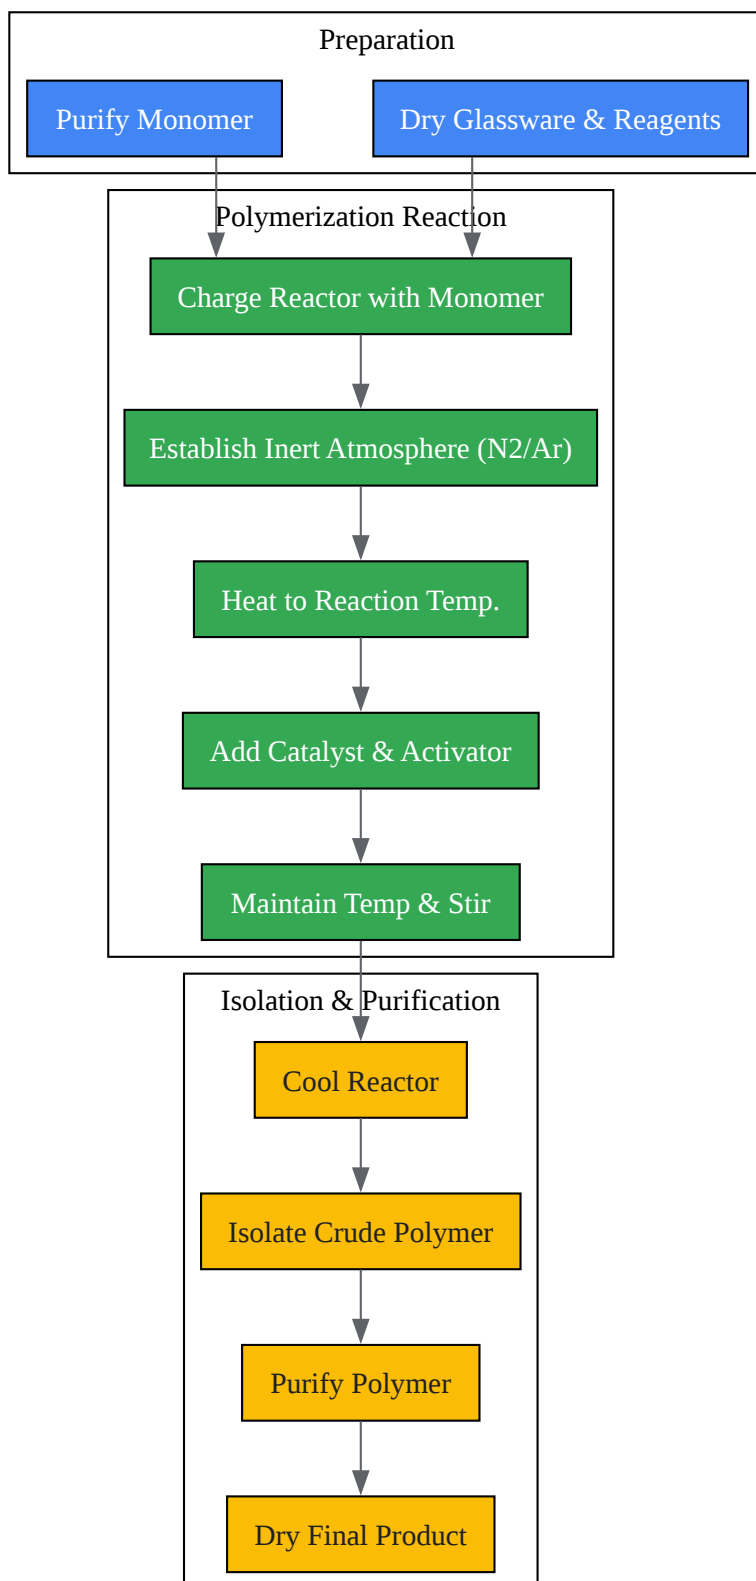 Preparation
Purify Monomer
Dry Glassware & Reagents
Polymerization Reaction
Charge Reactor with Monomer
Establish Inert Atmosphere (N2/Ar)
Heat to Reaction Temp.
Add Catalyst & Activator
Maintain Temp & Stir
Isolation & Purification
Cool Reactor
Isolate Crude Polymer
Purify Polymer
Dry Final Product